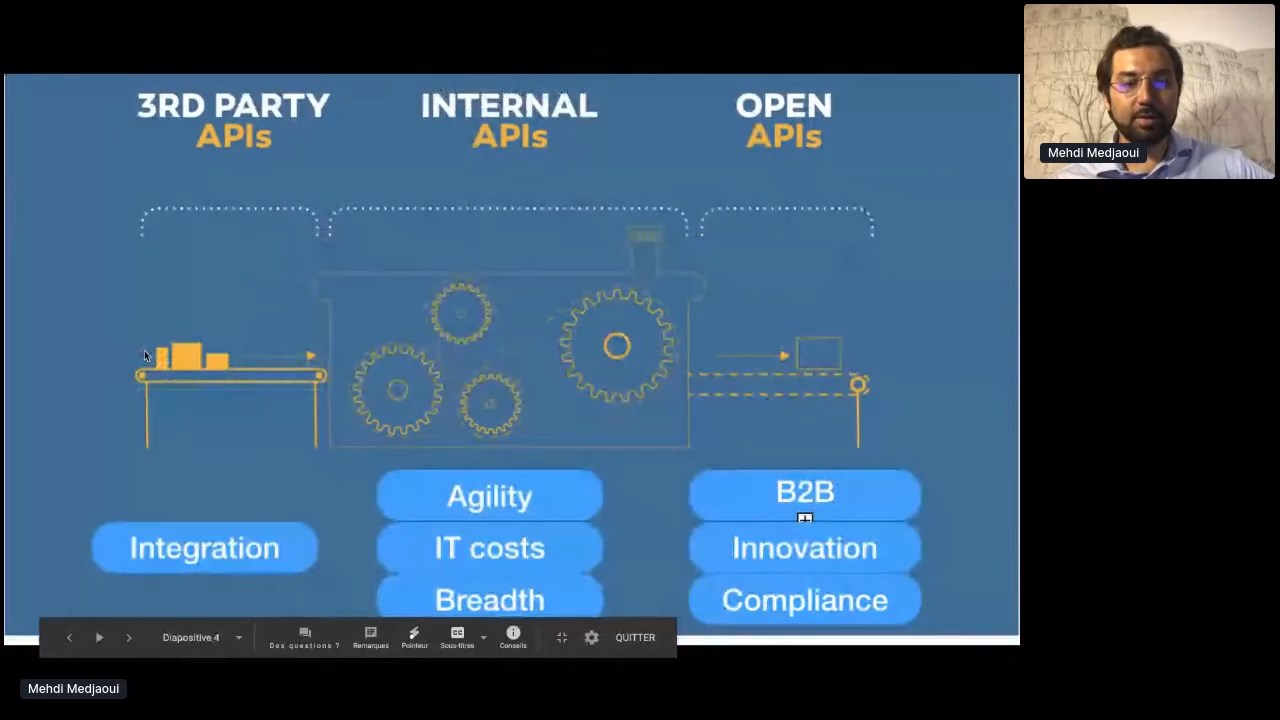 3RD PARTY
APIs
INTERNAL
APIs
OPEN
APIs
Agility
B2B
Integration
IT costs
Innovation
Breadth
Compliance
Diapositive 4
Des questions ?
Remarques
Pointeur
Sous-titres
Conseils
QUITTER
Mehdi Medjaoui
Mehdi Medjaoui